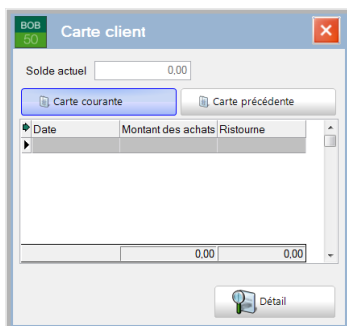 BOB
50
Carte client
Solde actuel 0,00
Carte courante Carte précédente
Date Montant des achats Ristourne
0,00 0,00
Détail